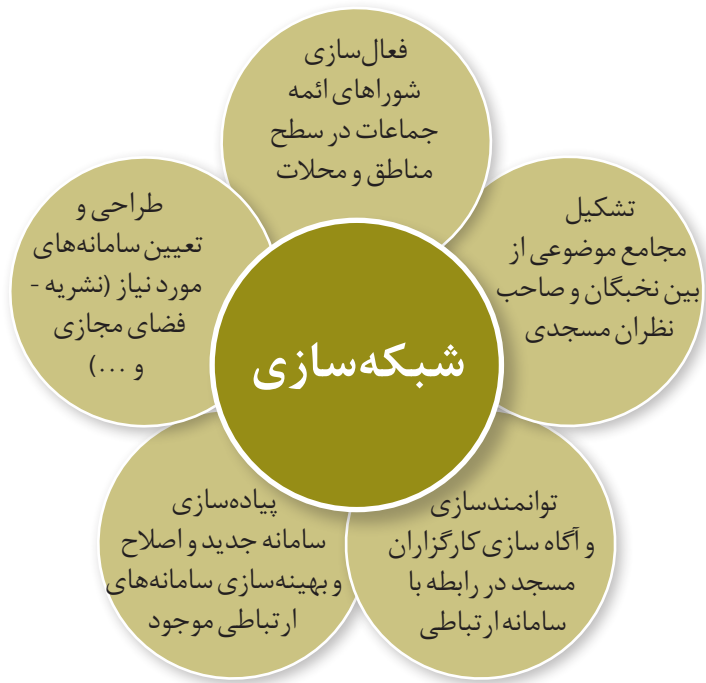 فعال‌سازی
شوراهای ائمه
جماعات در سطح
مناطق و محلات
تشکیل
مجامع موضوعی از
بین نخبگان و صاحب
نظران مسجدی
توانمندسازی
و آگاه سازی کارگزاران
مسجد در رابطه با
سامانه ارتباطی
پیاده‌سازی
سامانه جدید و اصلاح
و بهینه‌سازی سامانه‌های
ارتباطی موجود
طراحی و
تعیین سامانه‌های
مورد نیاز (نشریه -
فضای مجازی
و ...)
شبکه‌سازی